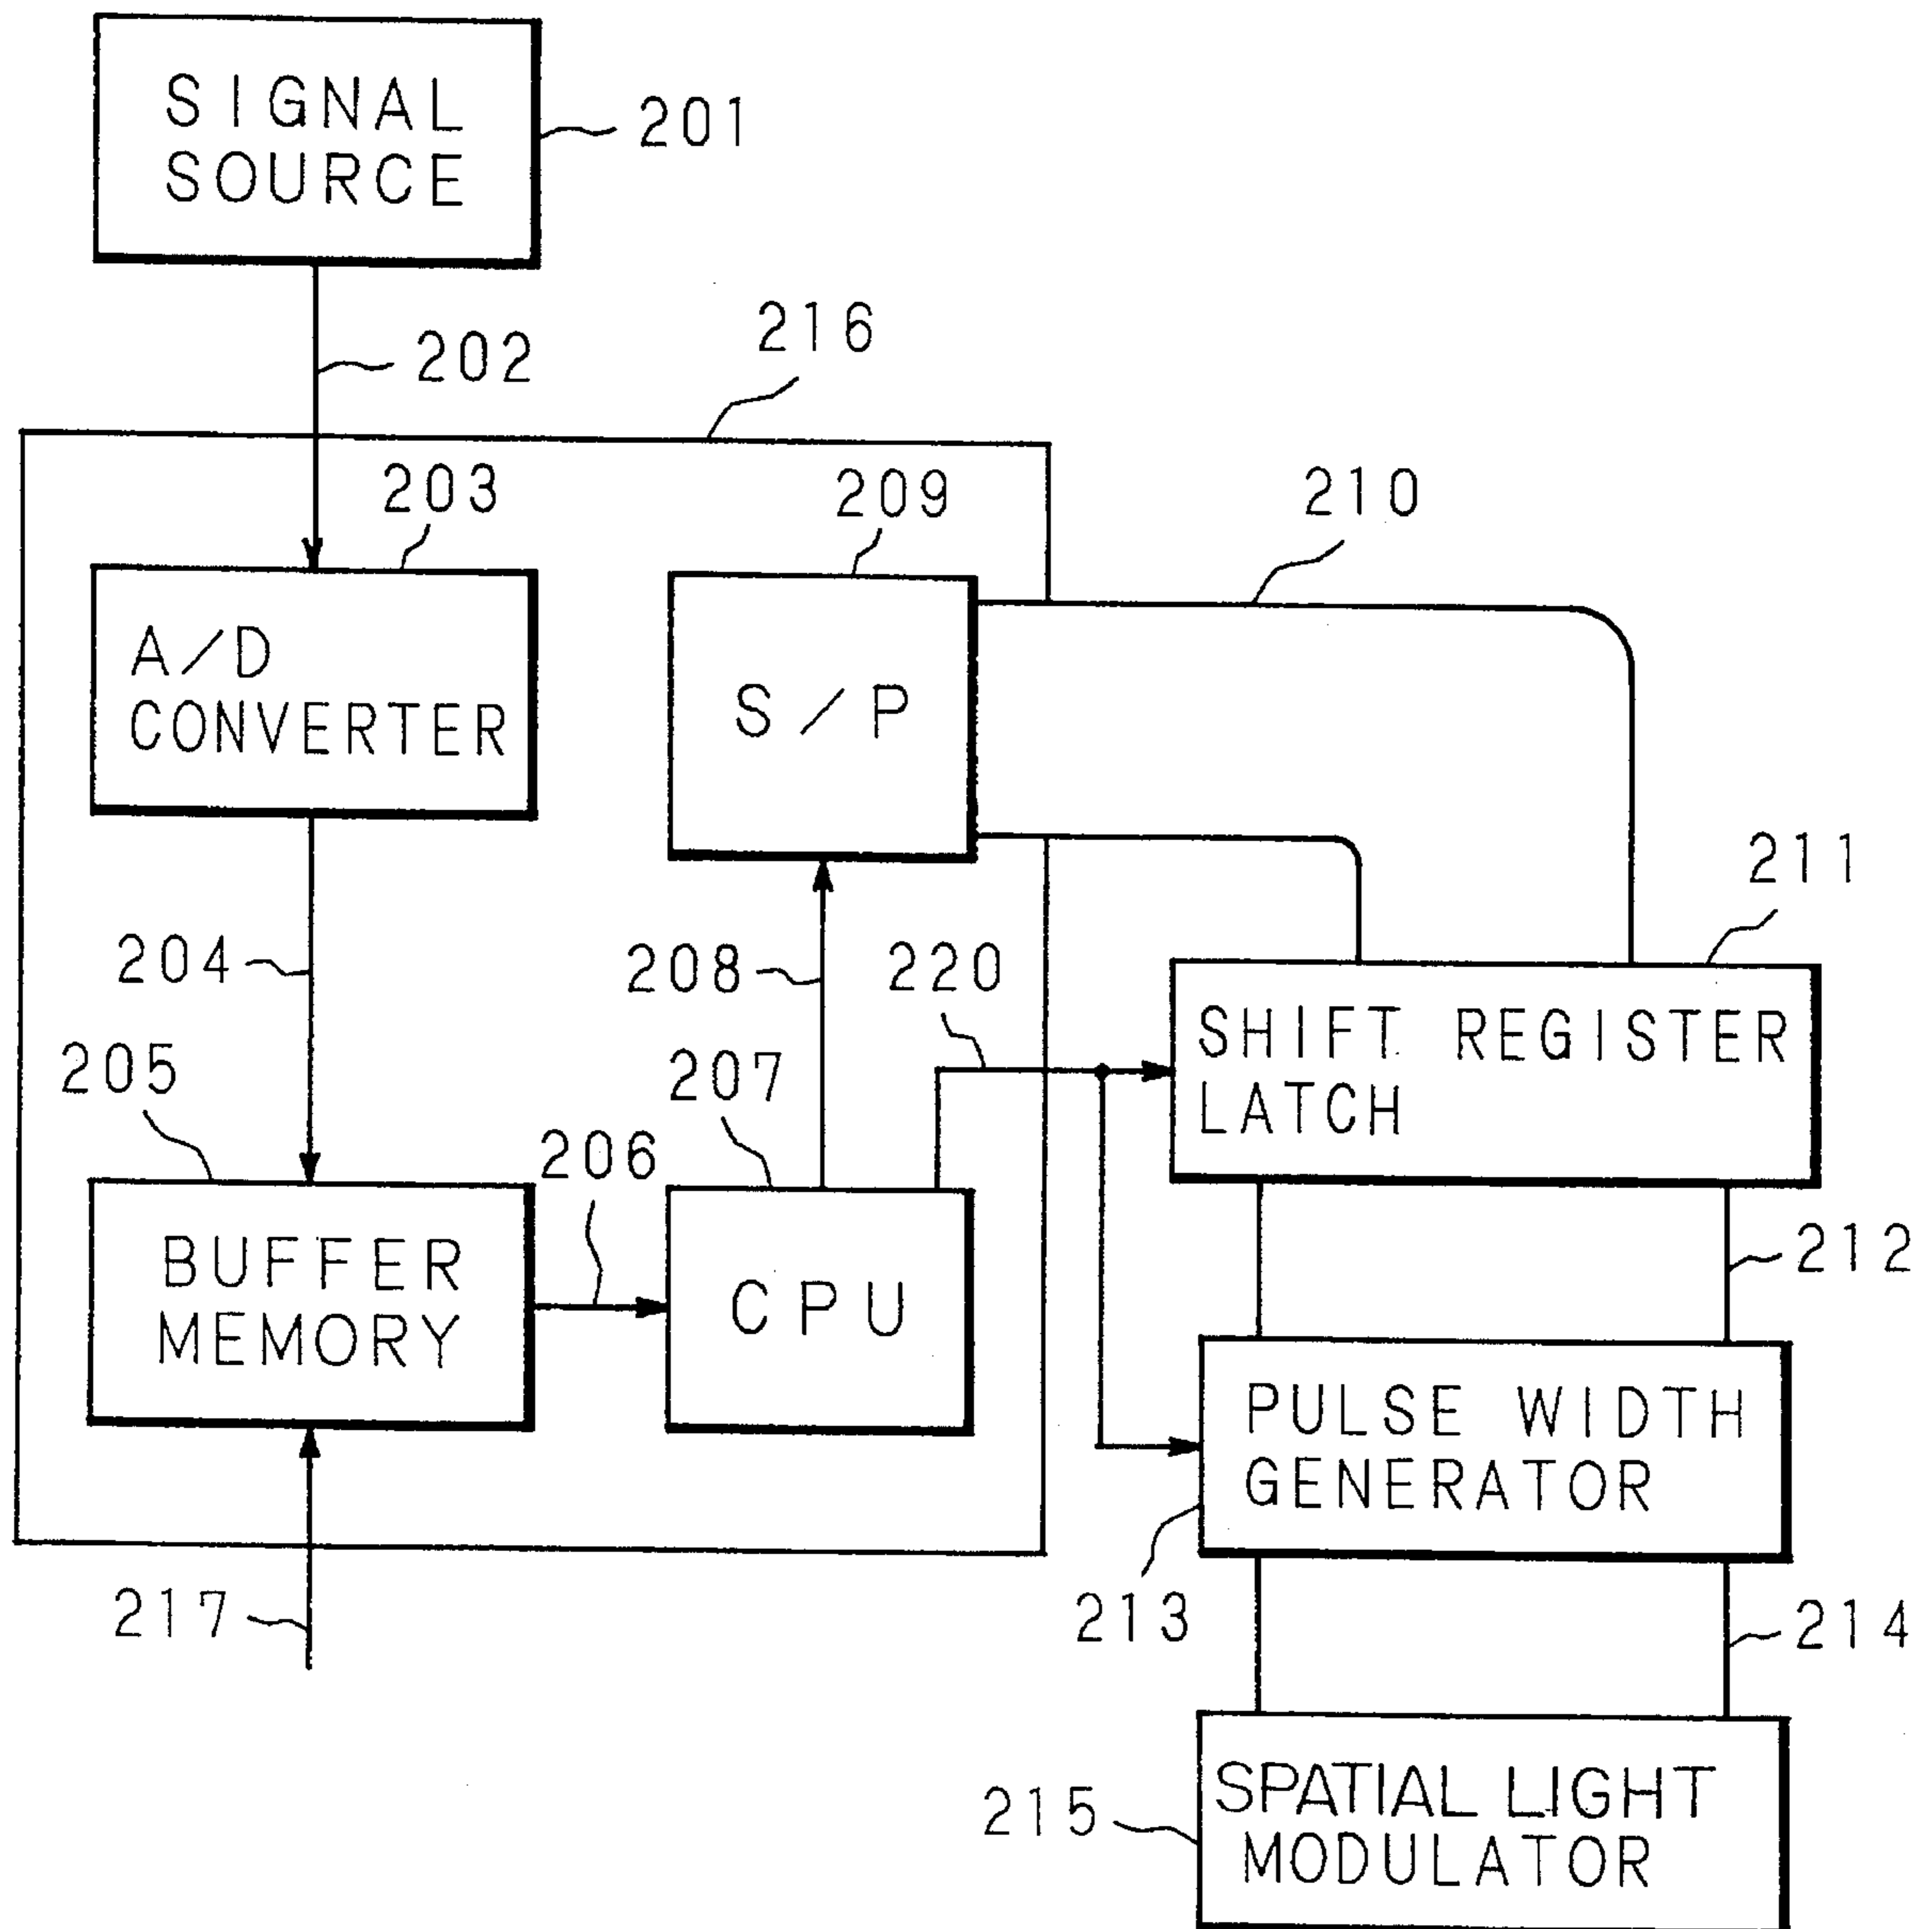 SIGNAL
SOURCE
201
202
216
203
209
210
A/D
CONVERTER
S/P
211
204
208
220
SHIFT REGISTER
LATCH
205
207
206
212
BUFFER
MEMORY
CPU
PULSE WIDTH
GENERATOR
217
213
214
215
SPATIAL LIGHT
MODULATOR